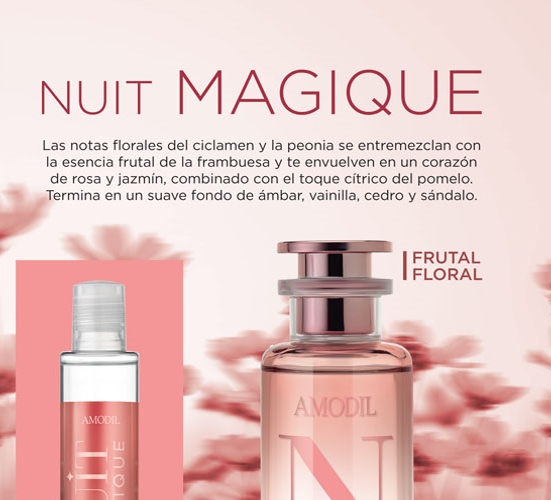 NUIT MAGIQUE
Las notas florales del ciclamen y la peonia se entremezclan con
la esencia frutal de la frambuesa y te envuelven en un corazón
de rosa y jazmín, combinado con el toque cítrico del pomelo.
Termina en un suave fondo de ámbar, vainilla, cedro y sándalo.
FRUTAL
FLORAL
AMODIL
UIT
IQUE
AMODIL
N